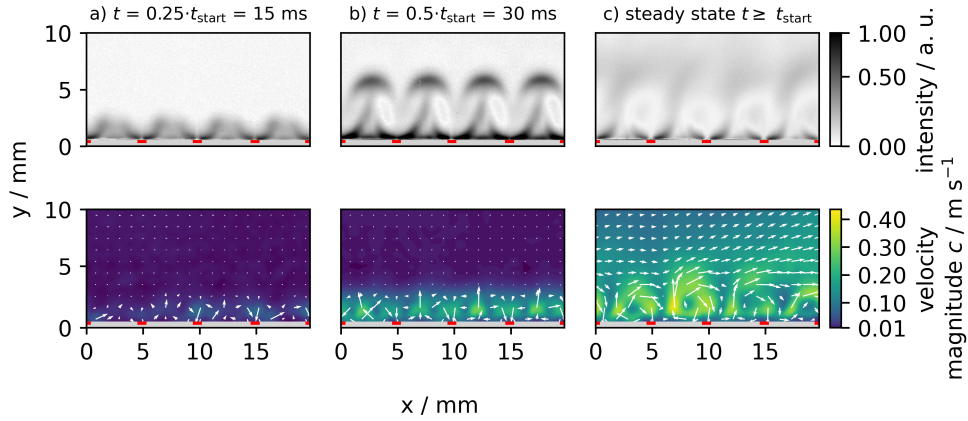 a) t = 0.25·t_start = 15 ms
b) t = 0.5·t_start = 30 ms
c) steady state t ≥ t_start
10
5
0
1.00
0.50
0.00
intensity / a. u.
y / mm
10
5
0
0.40
0.30
0.20
0.10
0.01
velocity
magnitude c / m s⁻¹
0 5 10 15
0 5 10 15
0 5 10 15
x / mm